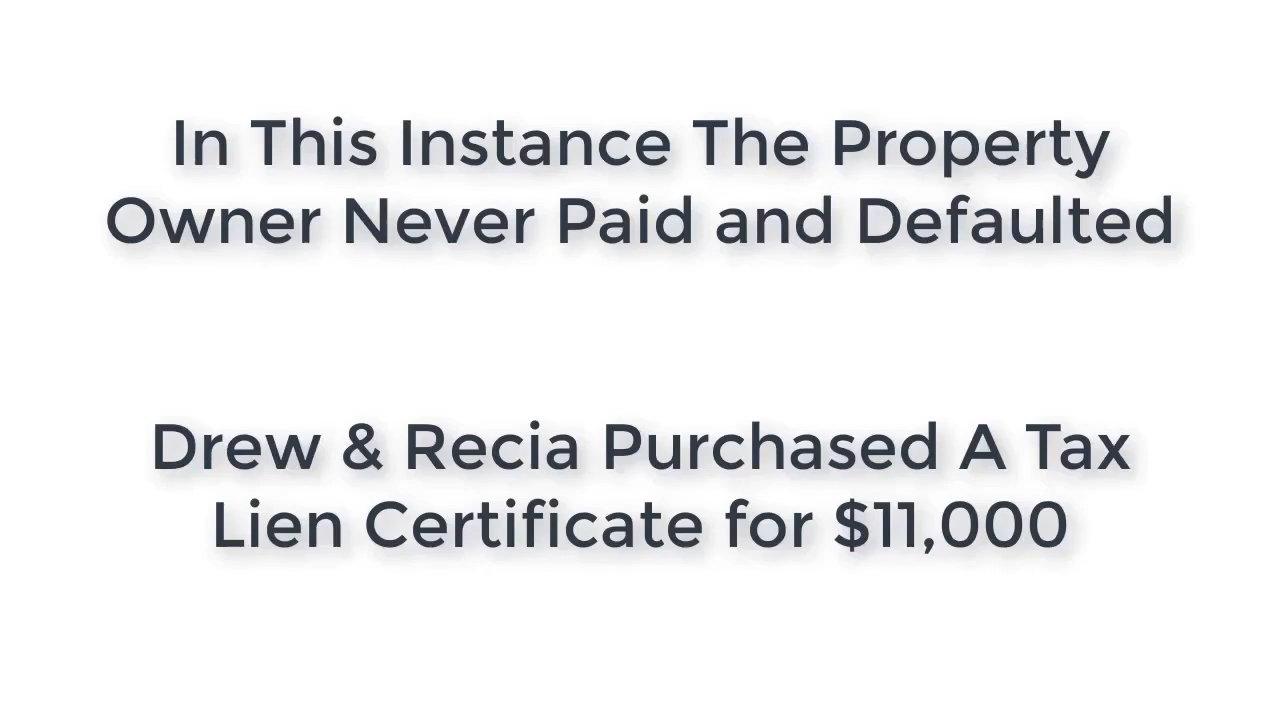 In This Instance The Property
Owner Never Paid and Defaulted
Drew & Recia Purchased A Tax
Lien Certificate for $11,000